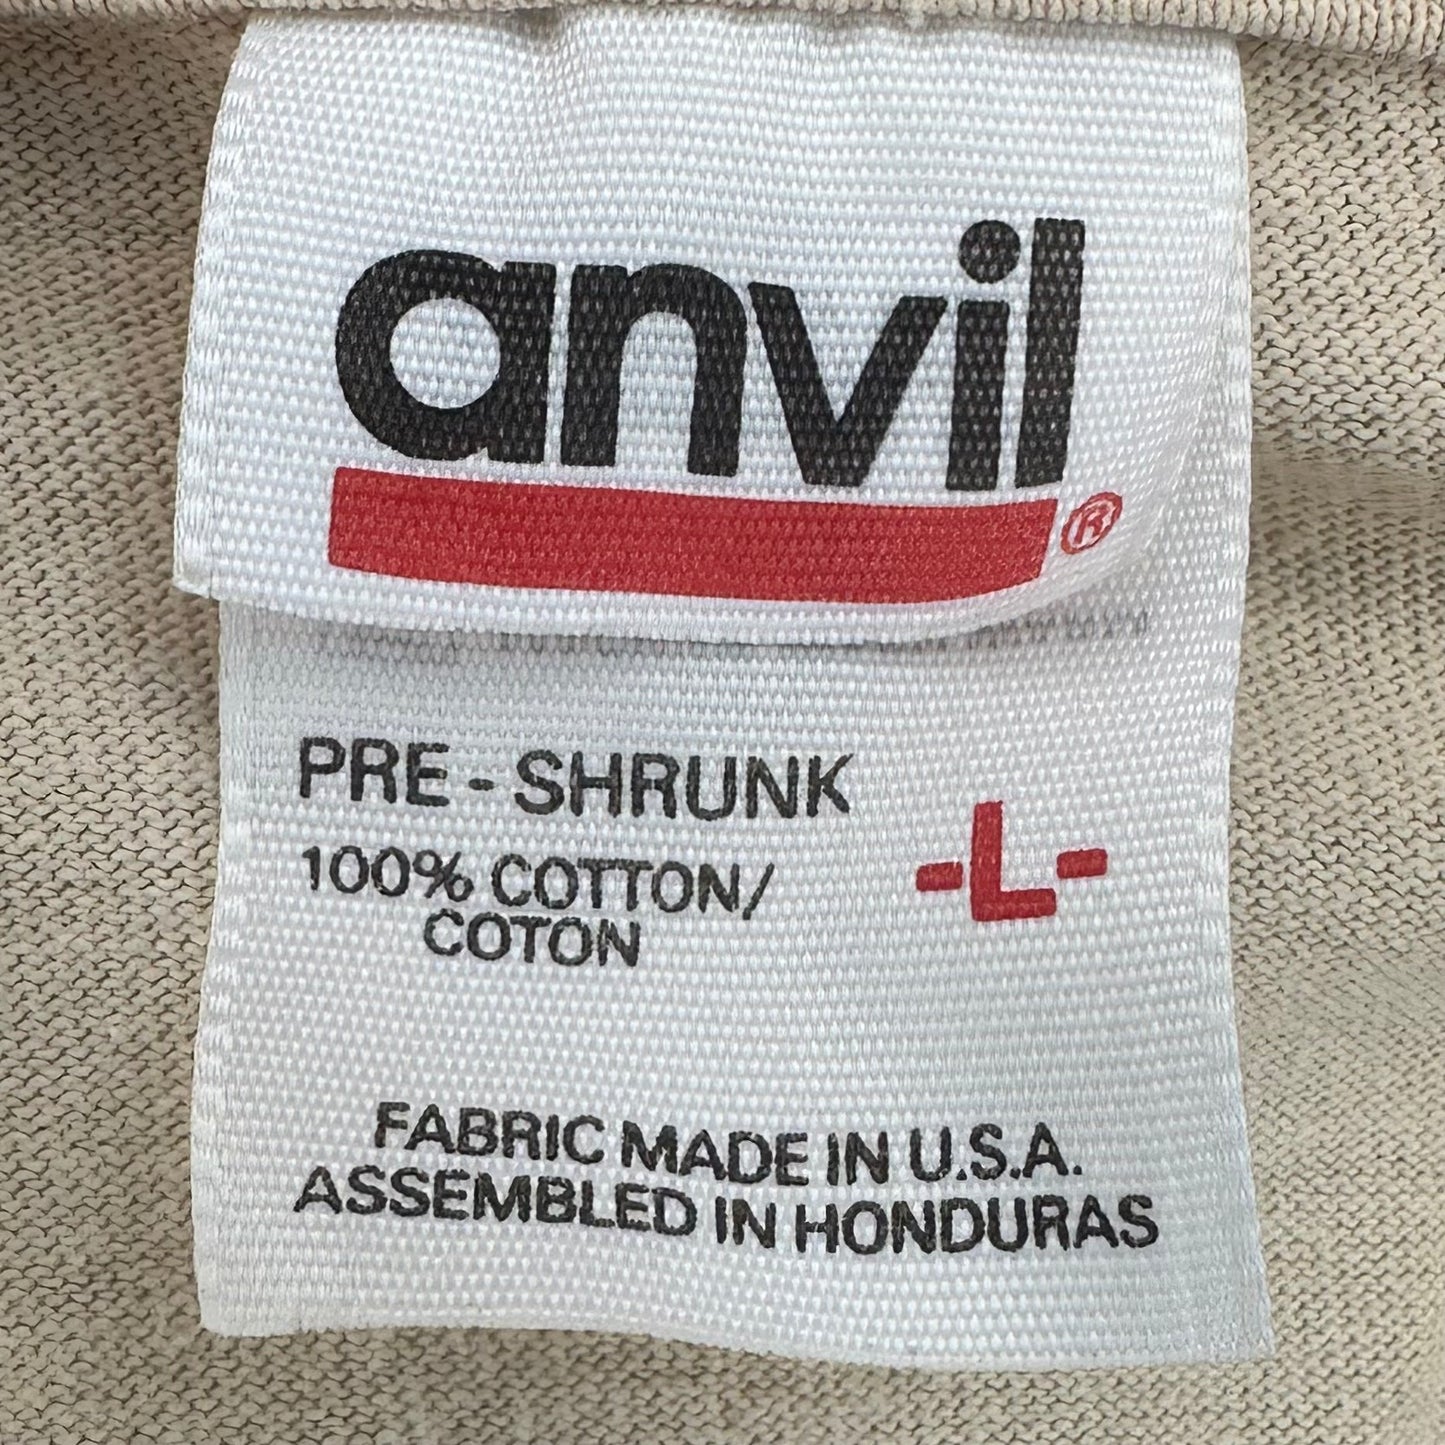 anvil®
PRE-SHRUNK
-L-
100% COTTON/
COTON
FABRIC MADE IN U.S.A.
ASSEMBLED IN HONDURAS